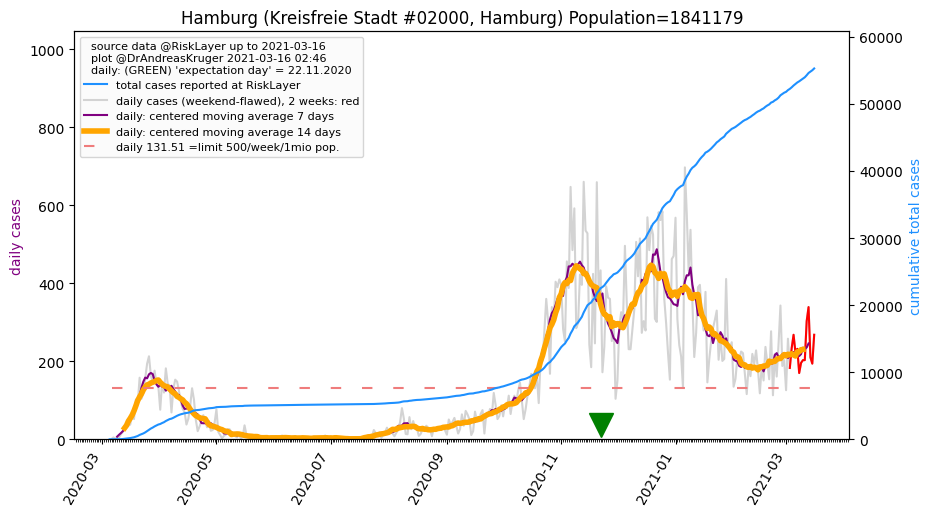 Hamburg (Kreisfreie Stadt #02000, Hamburg) Population=1841179
source data @RiskLayer up to 2021-03-16
plot @DrAndreasKruger 2021-03-16 02:46
daily: (GREEN) 'expectation day' = 22.11.2020
total cases reported at RiskLayer
daily cases (weekend-flawed), 2 weeks: red
daily: centered moving average 7 days
daily: centered moving average 14 days
daily 131.51 =limit 500/week/1mio pop.
daily cases
1000
800
600
400
200
0
cumulative total cases
60000
50000
40000
30000
20000
10000
0
2020-03
2020-05
2020-07
2020-09
2020-11
2021-01
2021-03